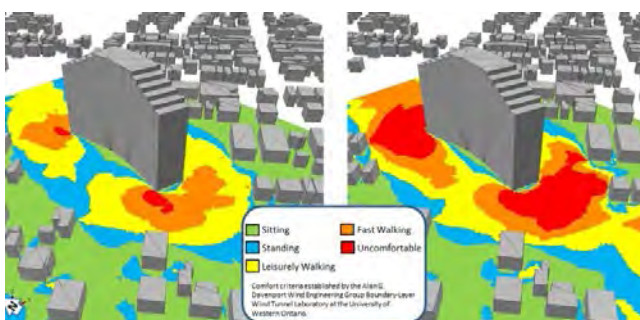 Sitting
Fast Walking
Standing
Uncomfortable
Leisurely Walking
Comfort criteria established by the Alan G.
Davenport Wind Engineering Group Boundary-Layer
Wind Tunnel Laboratory at the University of
Western Ontario.
N